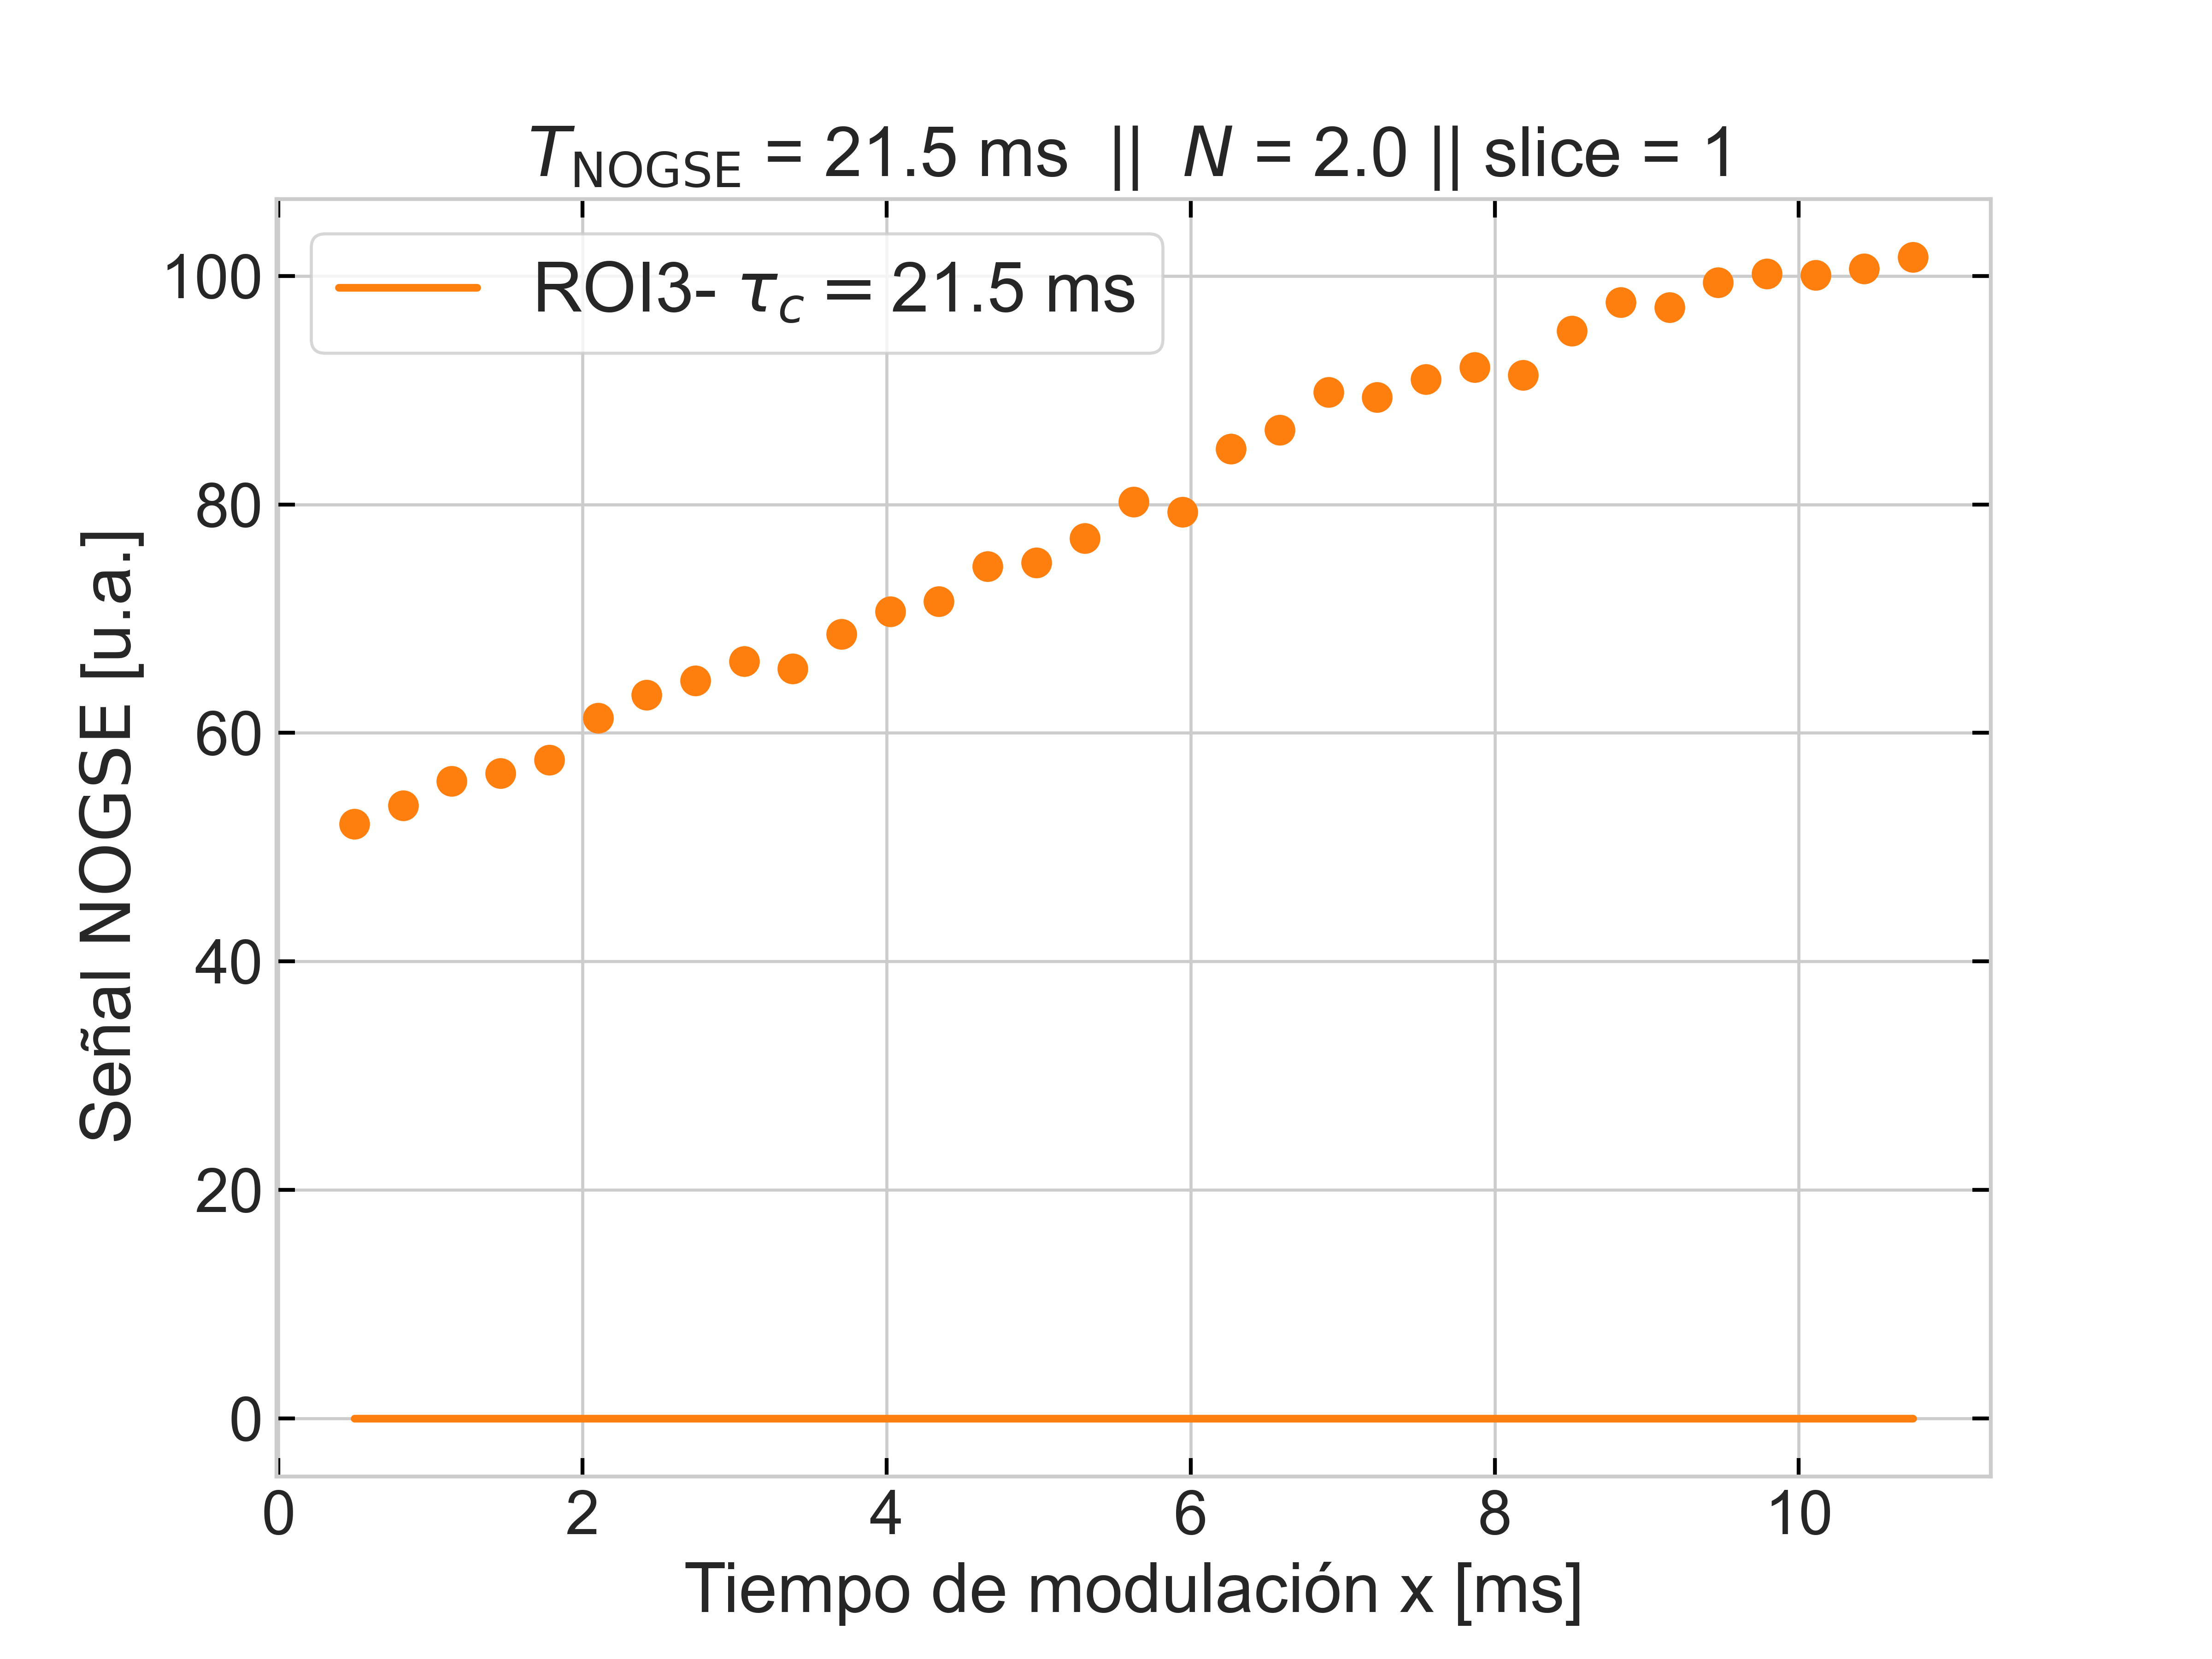 T_NOGSE = 21.5 ms || N = 2.0 || slice = 1
ROI3- τ_c = 21.5 ms
100
80
60
40
20
0
Señal NOGSE [u.a.]
0 2 4 6 8 10
Tiempo de modulación x [ms]